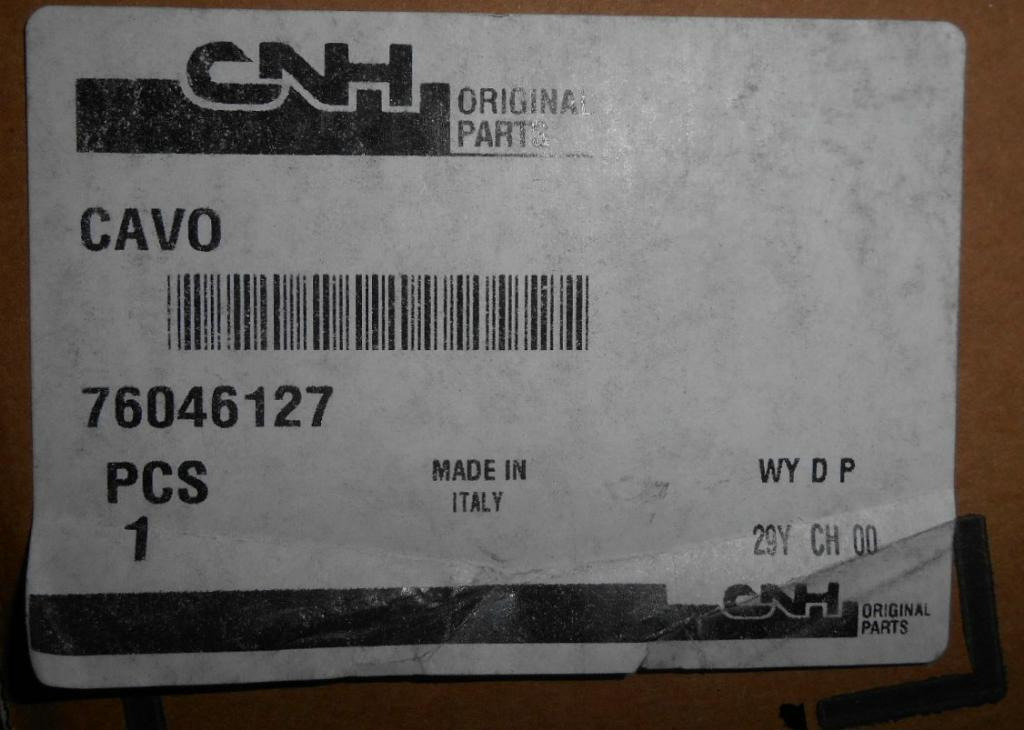 CNH ORIGINAL
PARTS
CAVO
76046127
PCS
1
MADE IN
ITALY
WY D P
29Y CH 00
CNH ORIGINAL
PARTS